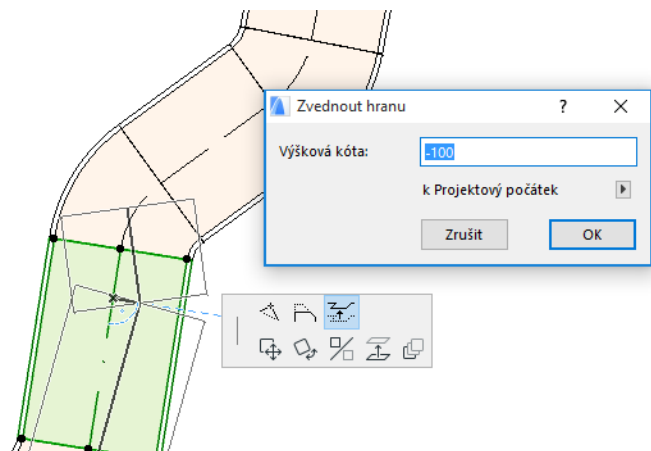 Zvednout hranu
?
Výšková kóta:
-100
k Projektový počátek
Zrušit
OK